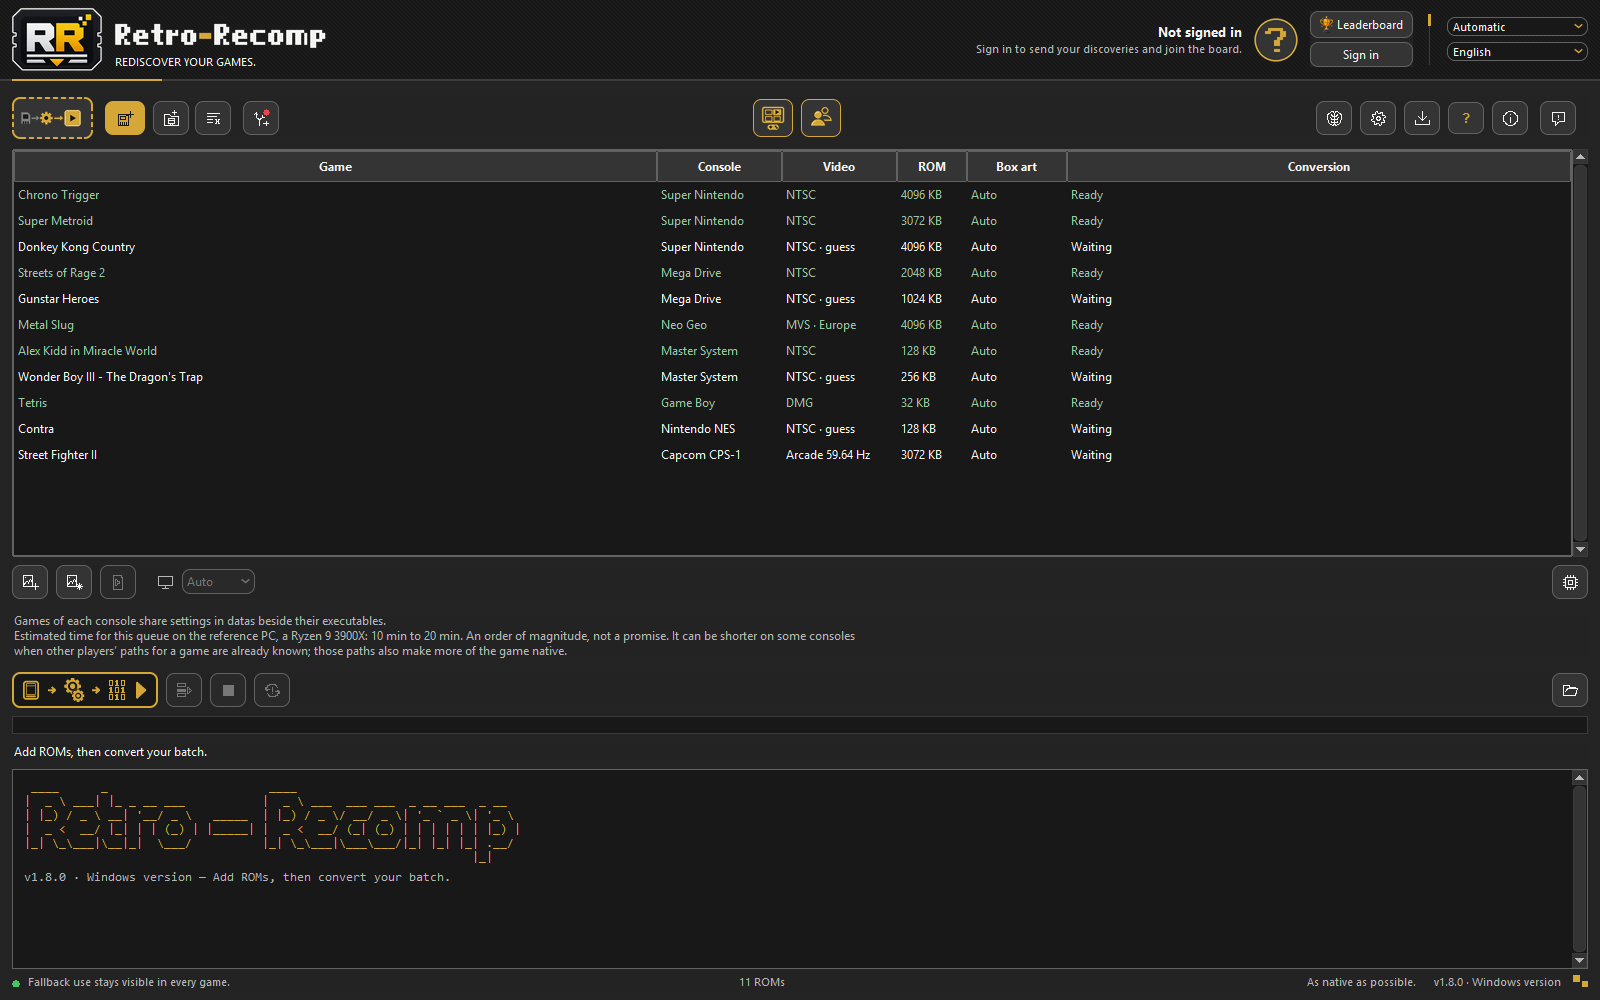 RR
Retro-Recomp
REDISCOVER YOUR GAMES.
Not signed in
Sign in to send your discoveries and join the board.
?
Leaderboard
Sign in
Automatic
English
?
Game Console Video ROM Box art Conversion
Chrono Trigger Super Nintendo NTSC 4096 KB Auto Ready
Super Metroid Super Nintendo NTSC 3072 KB Auto Ready
Donkey Kong Country Super Nintendo NTSC · guess 4096 KB Auto Waiting
Streets of Rage 2 Mega Drive NTSC 2048 KB Auto Ready
Gunstar Heroes Mega Drive NTSC · guess 1024 KB Auto Waiting
Metal Slug Neo Geo MVS · Europe 4096 KB Auto Ready
Alex Kidd in Miracle World Master System NTSC 128 KB Auto Ready
Wonder Boy III - The Dragon's Trap Master System NTSC · guess 256 KB Auto Waiting
Tetris Game Boy DMG 32 KB Auto Ready
Contra Nintendo NES NTSC · guess 128 KB Auto Waiting
Street Fighter II Capcom CPS-1 Arcade 59.64 Hz 3072 KB Auto Waiting
Auto
Games of each console share settings in datas beside their executables.
Estimated time for this queue on the reference PC, a Ryzen 9 3900X: 10 min to 20 min. An order of magnitude, not a promise. It can be shorter on some consoles
when other players' paths for a game are already known; those paths also make more of the game native.
010
101
010
Add ROMs, then convert your batch.
Retro - Recomp
v1.8.0 · Windows version — Add ROMs, then convert your batch.
Fallback use stays visible in every game.
11 ROMs
As native as possible.
v1.8.0 · Windows version